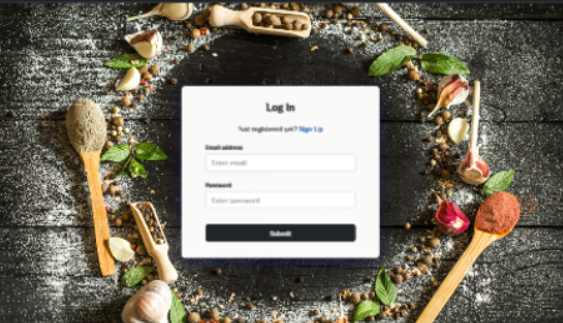 Log In
Not registered yet? Sign Up
Email address
Enter email
Password
Enter password
Submit